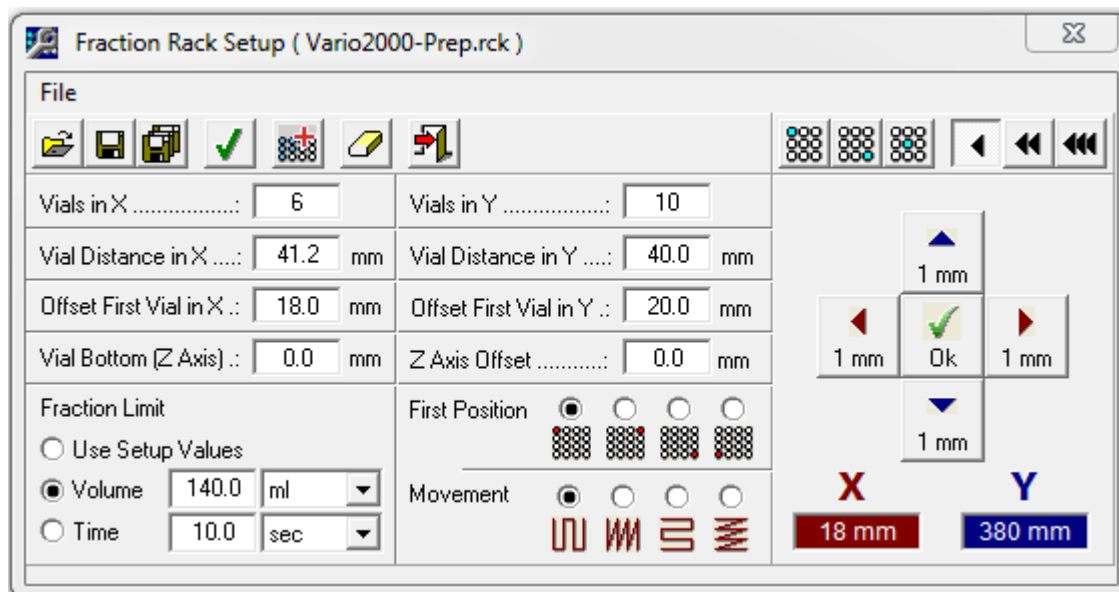 Fraction Rack Setup ( Vario2000-Prep.rck )
File
Vials in X .................: 6
Vials in Y .................: 10
Vial Distance in X ....: 41.2 mm
Vial Distance in Y ....: 40.0 mm
Offset First Vial in X .: 18.0 mm
Offset First Vial in Y .: 20.0 mm
Vial Bottom (Z Axis) .: 0.0 mm
Z Axis Offset ...........: 0.0 mm
Fraction Limit
Use Setup Values
Volume 140.0 ml
Time 10.0 sec
First Position
Movement
1 mm
1 mm
Ok
1 mm
1 mm
X Y
18 mm 380 mm